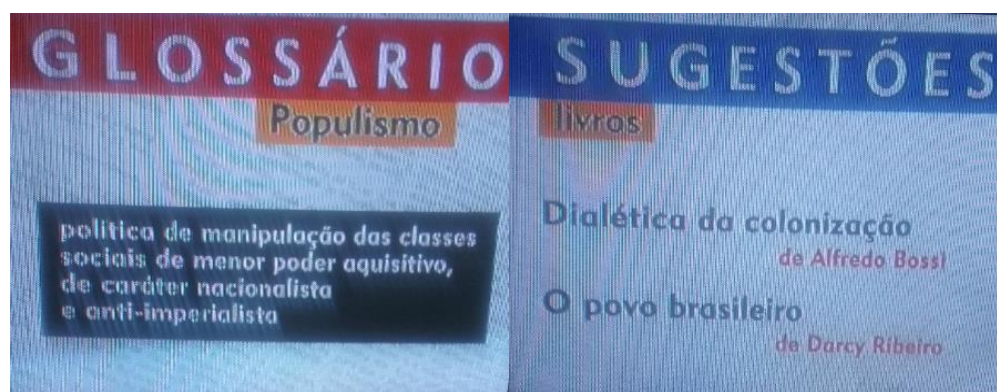 GLOSSÁRIO
Populismo
política de manipulação das classes
sociais de menor poder aquisitivo,
de caráter nacionalista
e anti-imperialista
SUGESTÕES
livros
Dialética da colonização
de Alfredo Bossi
O povo brasileiro
de Darcy Ribeiro